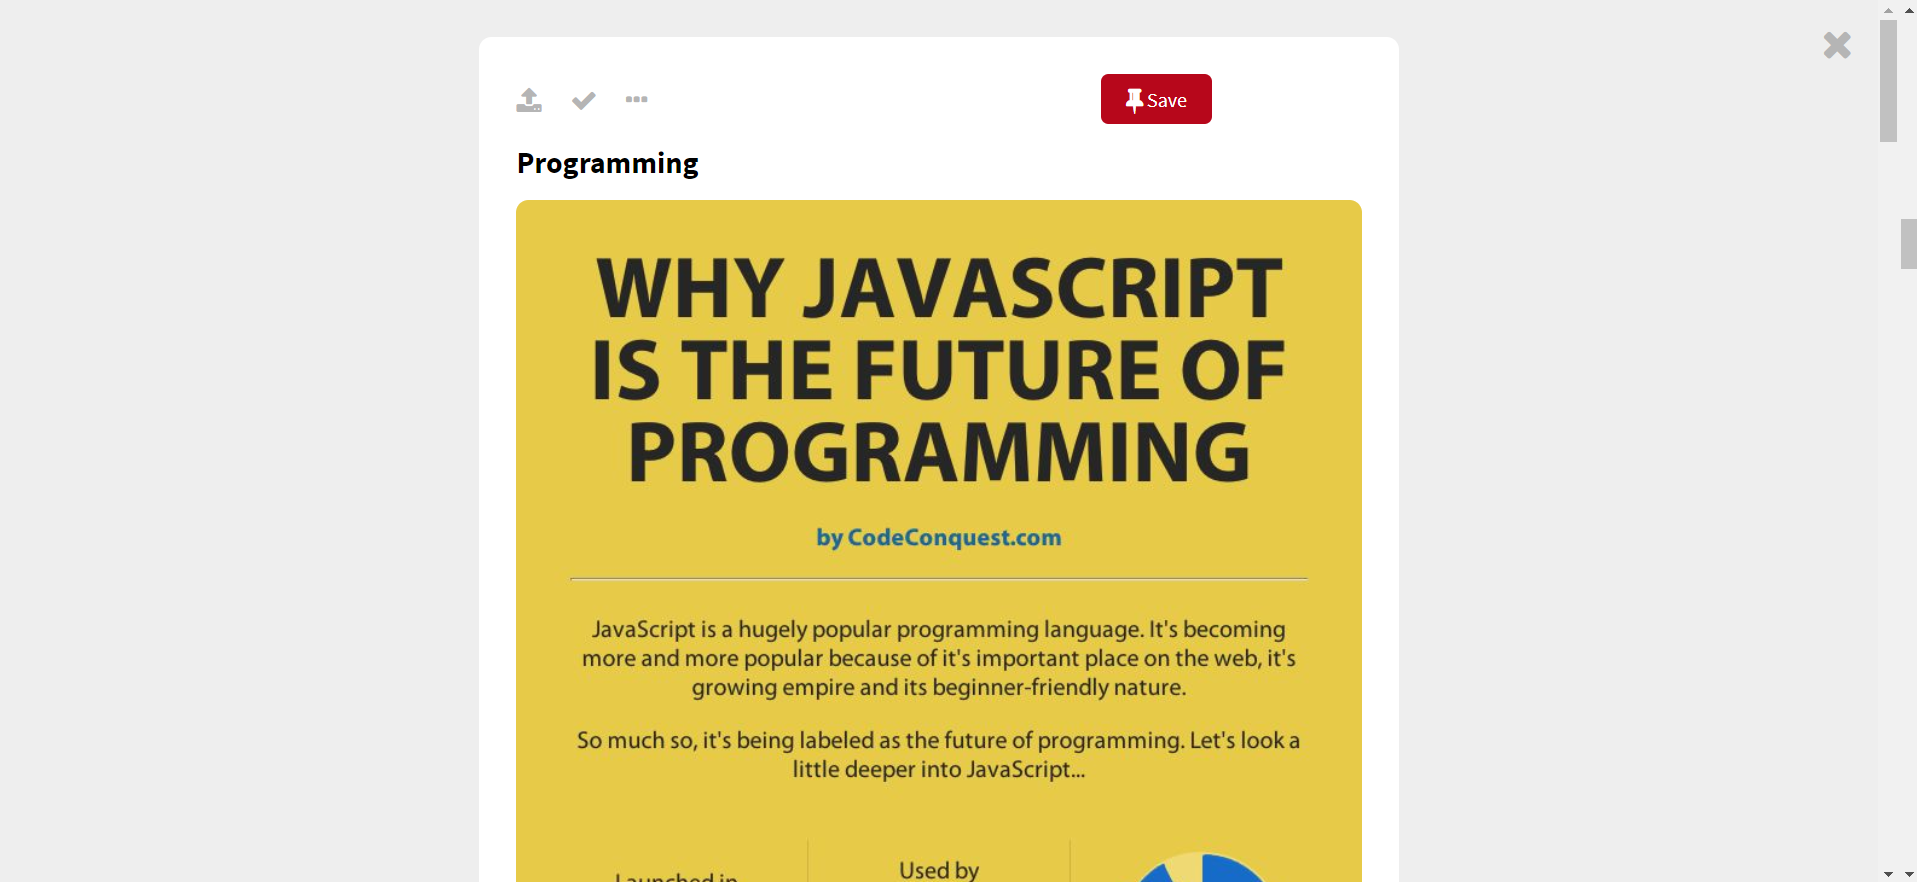 Save
Programming
WHY JAVASCRIPT
IS THE FUTURE OF
PROGRAMMING
by CodeConquest.com
JavaScript is a hugely popular programming language. It's becoming
more and more popular because of it's important place on the web, it's
growing empire and its beginner-friendly nature.
So much so, it's being labeled as the future of programming. Let's look a
little deeper into JavaScript...
Used by
Launched in